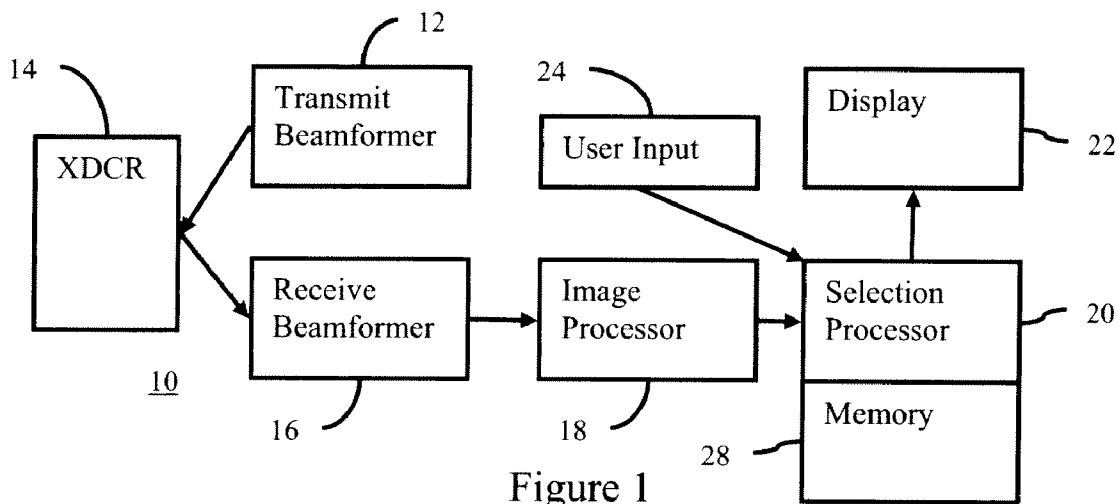 12
14
24
Transmit
Beamformer
Display
XDCR
User Input
22
Receive
Beamformer
Image
Processor
Selection
Processor
20
10
16
18
Memory
28
Figure 1